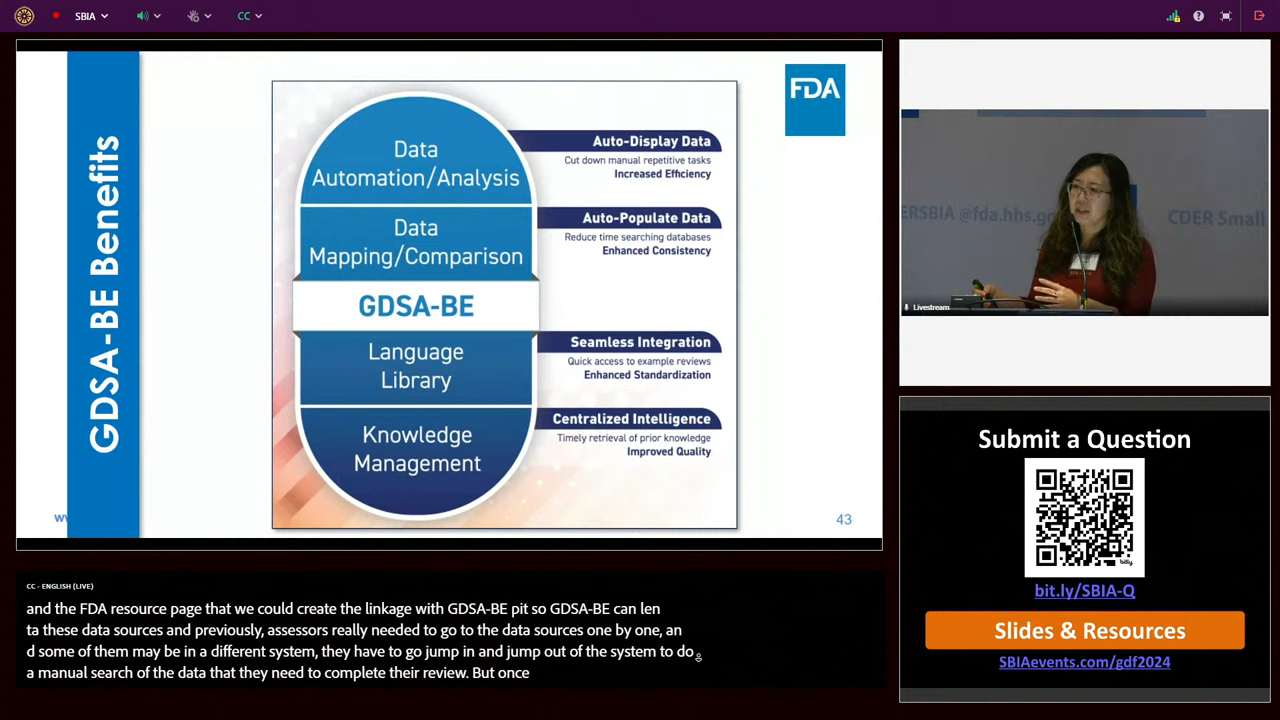 SBIA
CC
GDSA-BE Benefits
FDA
Data
Automation/Analysis
Data
Mapping/Comparison
GDSA-BE
Language
Library
Knowledge
Management
Auto-Display Data
Cut down manual repetitive tasks
Increased Efficiency
Auto-Populate Data
Reduce time searching databases
Enhanced Consistency
Seamless Integration
Quick access to example reviews
Enhanced Standardization
Centralized Intelligence
Timely retrieval of prior knowledge
Improved Quality
43
ERSBIA @fda.hhs.go
CDER Small
Livestream
Submit a Question
bitly
bit.ly/SBIA-Q
Slides & Resources
SBIAevents.com/gdf2024
CC - ENGLISH (LIVE)
and the FDA resource page that we could create the linkage with GDSA-BE pit so GDSA-BE can len
ta these data sources and previously, assessors really needed to go to the data sources one by one, an
d some of them may be in a different system, they have to go jump in and jump out of the system to do
a manual search of the data that they need to complete their review. But once